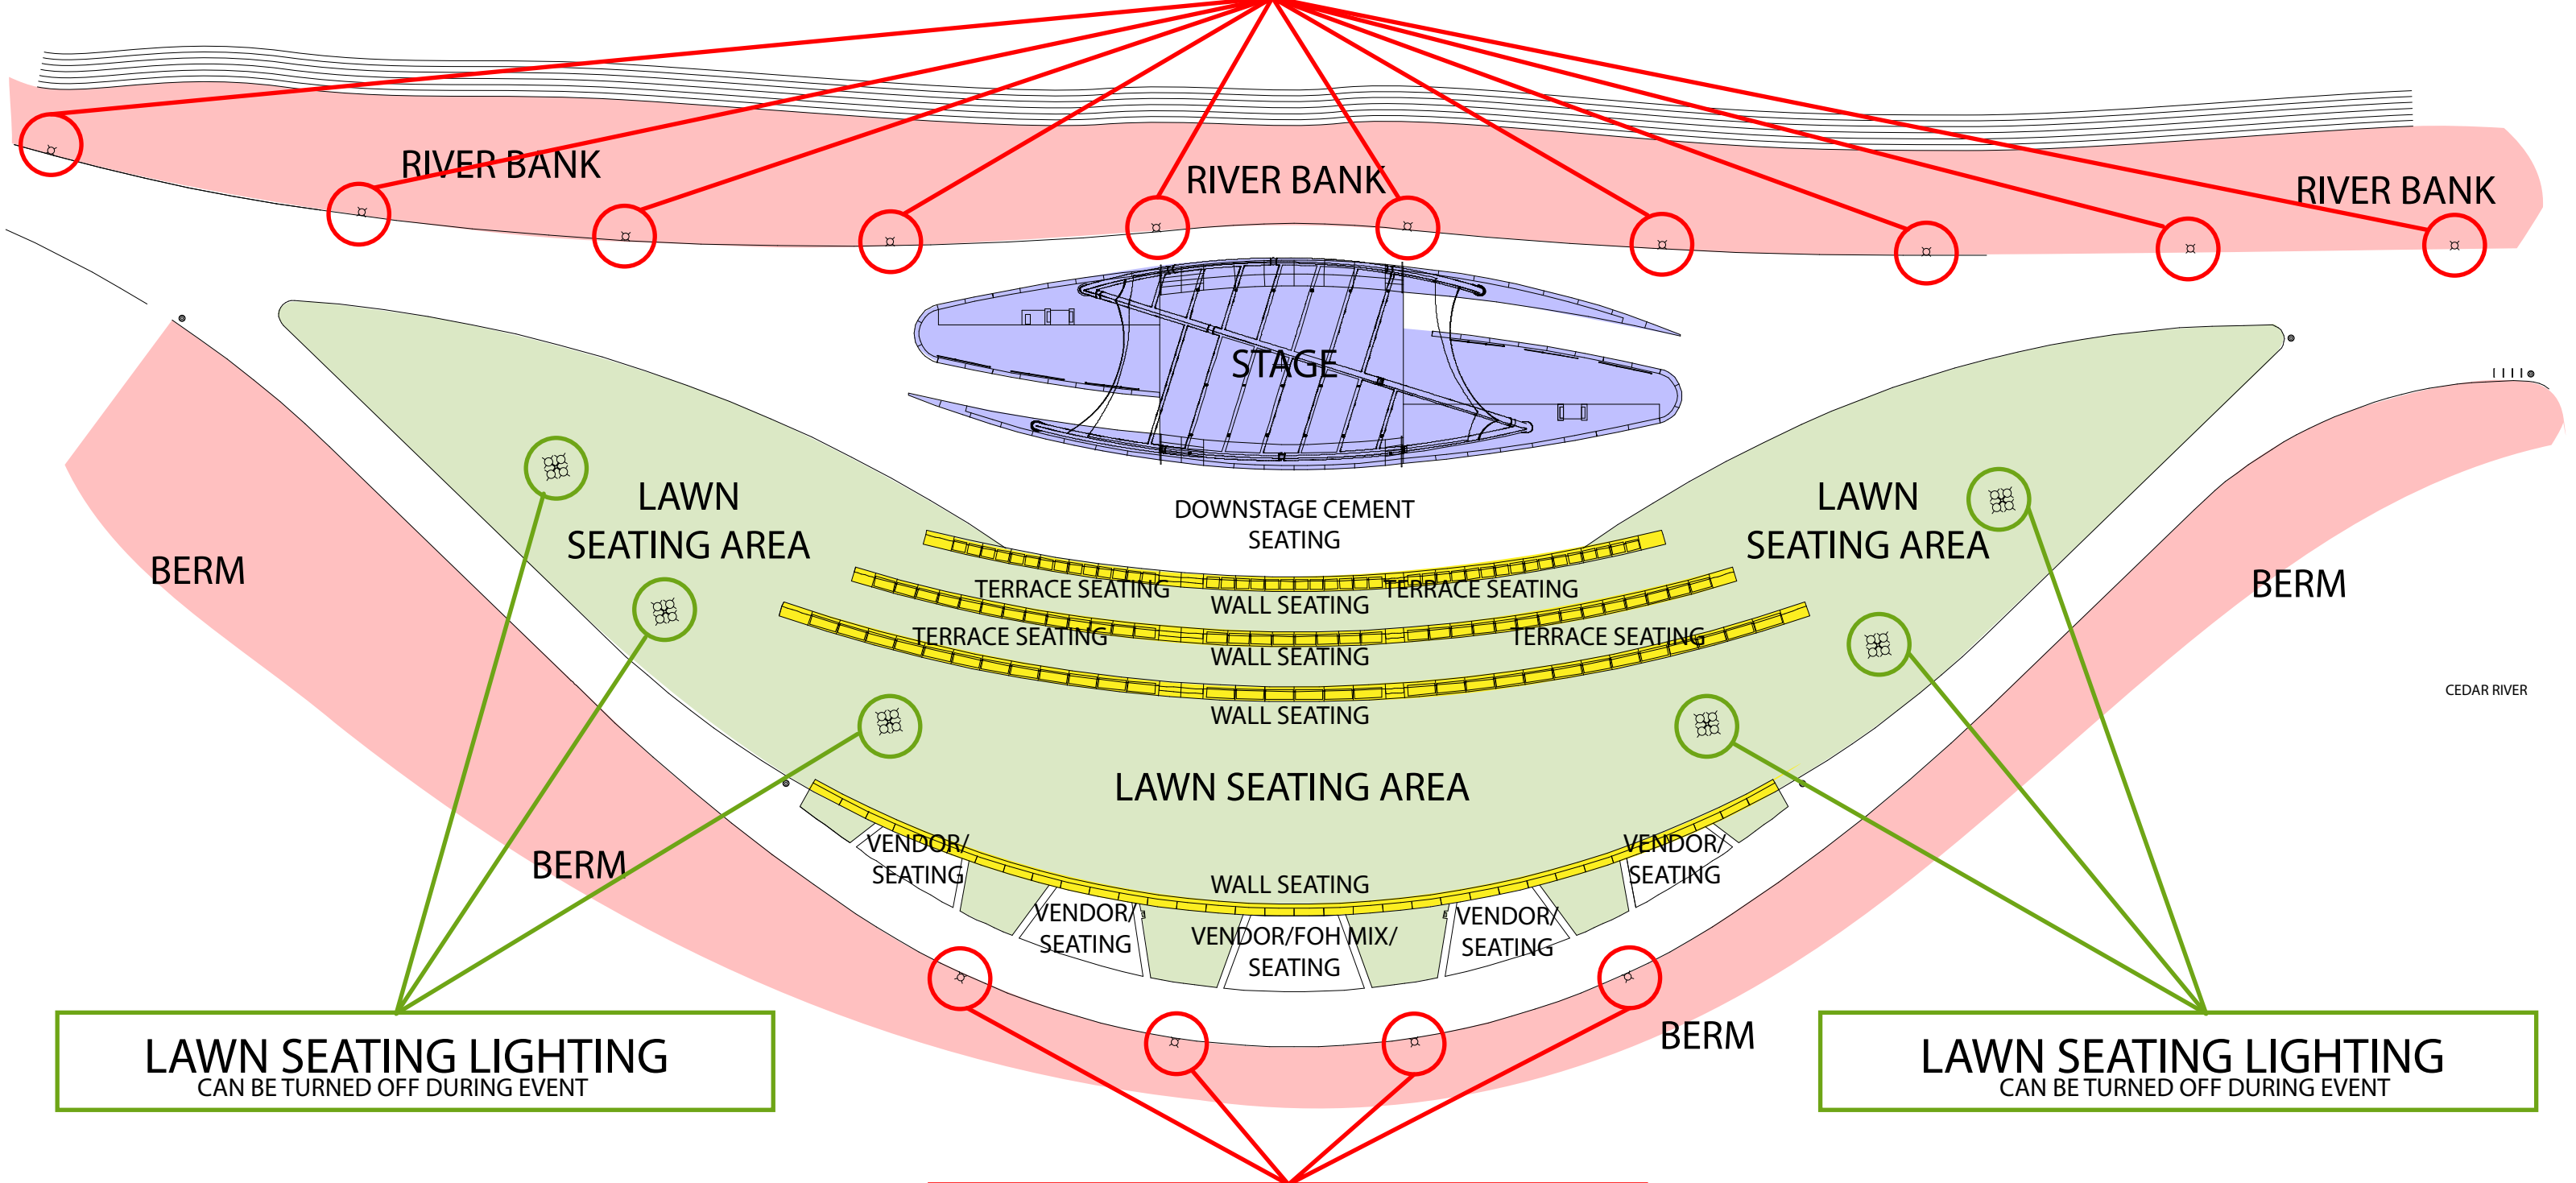 RIVER BANK
RIVER BANK
RIVER BANK
STAGE
LAWN
SEATING AREA
DOWNSTAGE CEMENT
SEATING
LAWN
SEATING AREA
BERM
TERRACE SEATING
TERRACE SEATING
WALL SEATING
BERM
TERRACE SEATING
TERRACE SEATING
WALL SEATING
CEDAR RIVER
WALL SEATING
LAWN SEATING AREA
VENDOR/
SEATING
VENDOR/
SEATING
BERM
WALL SEATING
VENDOR/
SEATING
VENDOR/FOH MIX/
SEATING
VENDOR/
SEATING
BERM
LAWN SEATING LIGHTING
CAN BE TURNED OFF DURING EVENT
LAWN SEATING LIGHTING
CAN BE TURNED OFF DURING EVENT